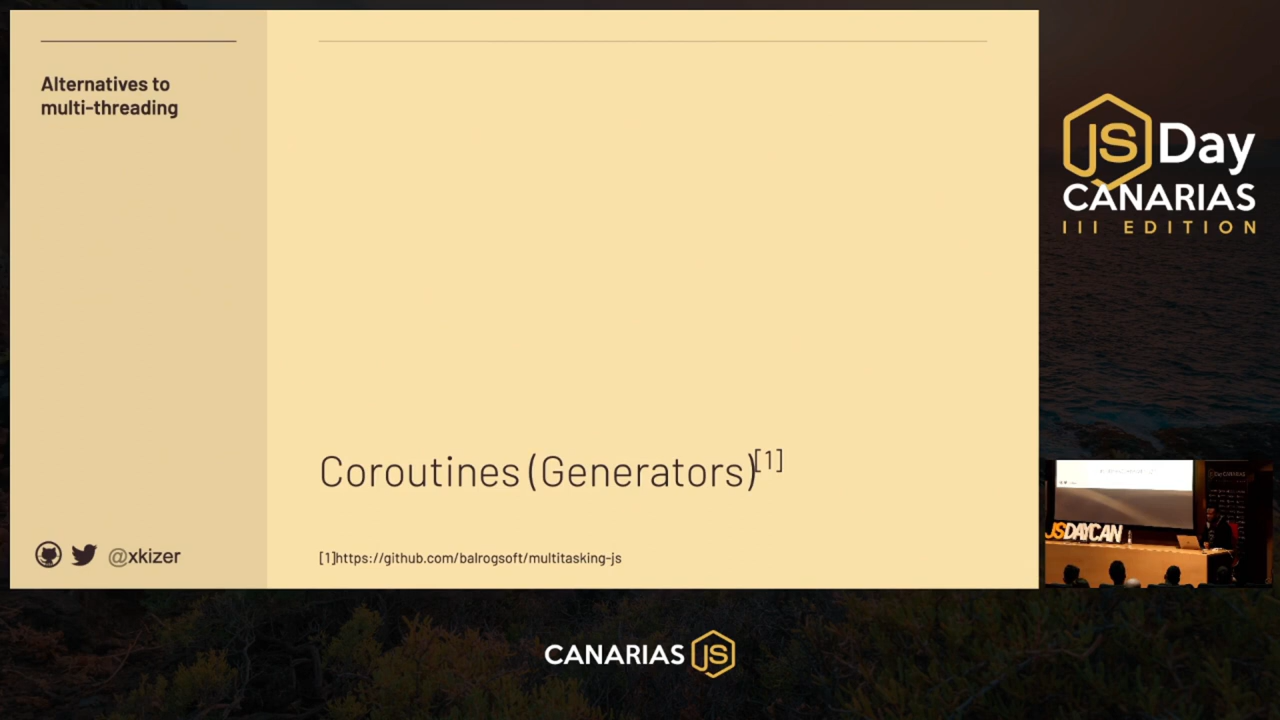 Alternatives to
multi-threading
Coroutines (Generators)[1]
[1]https://github.com/balrogsoft/multitasking-js
@xkizer
JS Day
CANARIAS
III EDITION
JSDAYCAN
CANARIAS JS